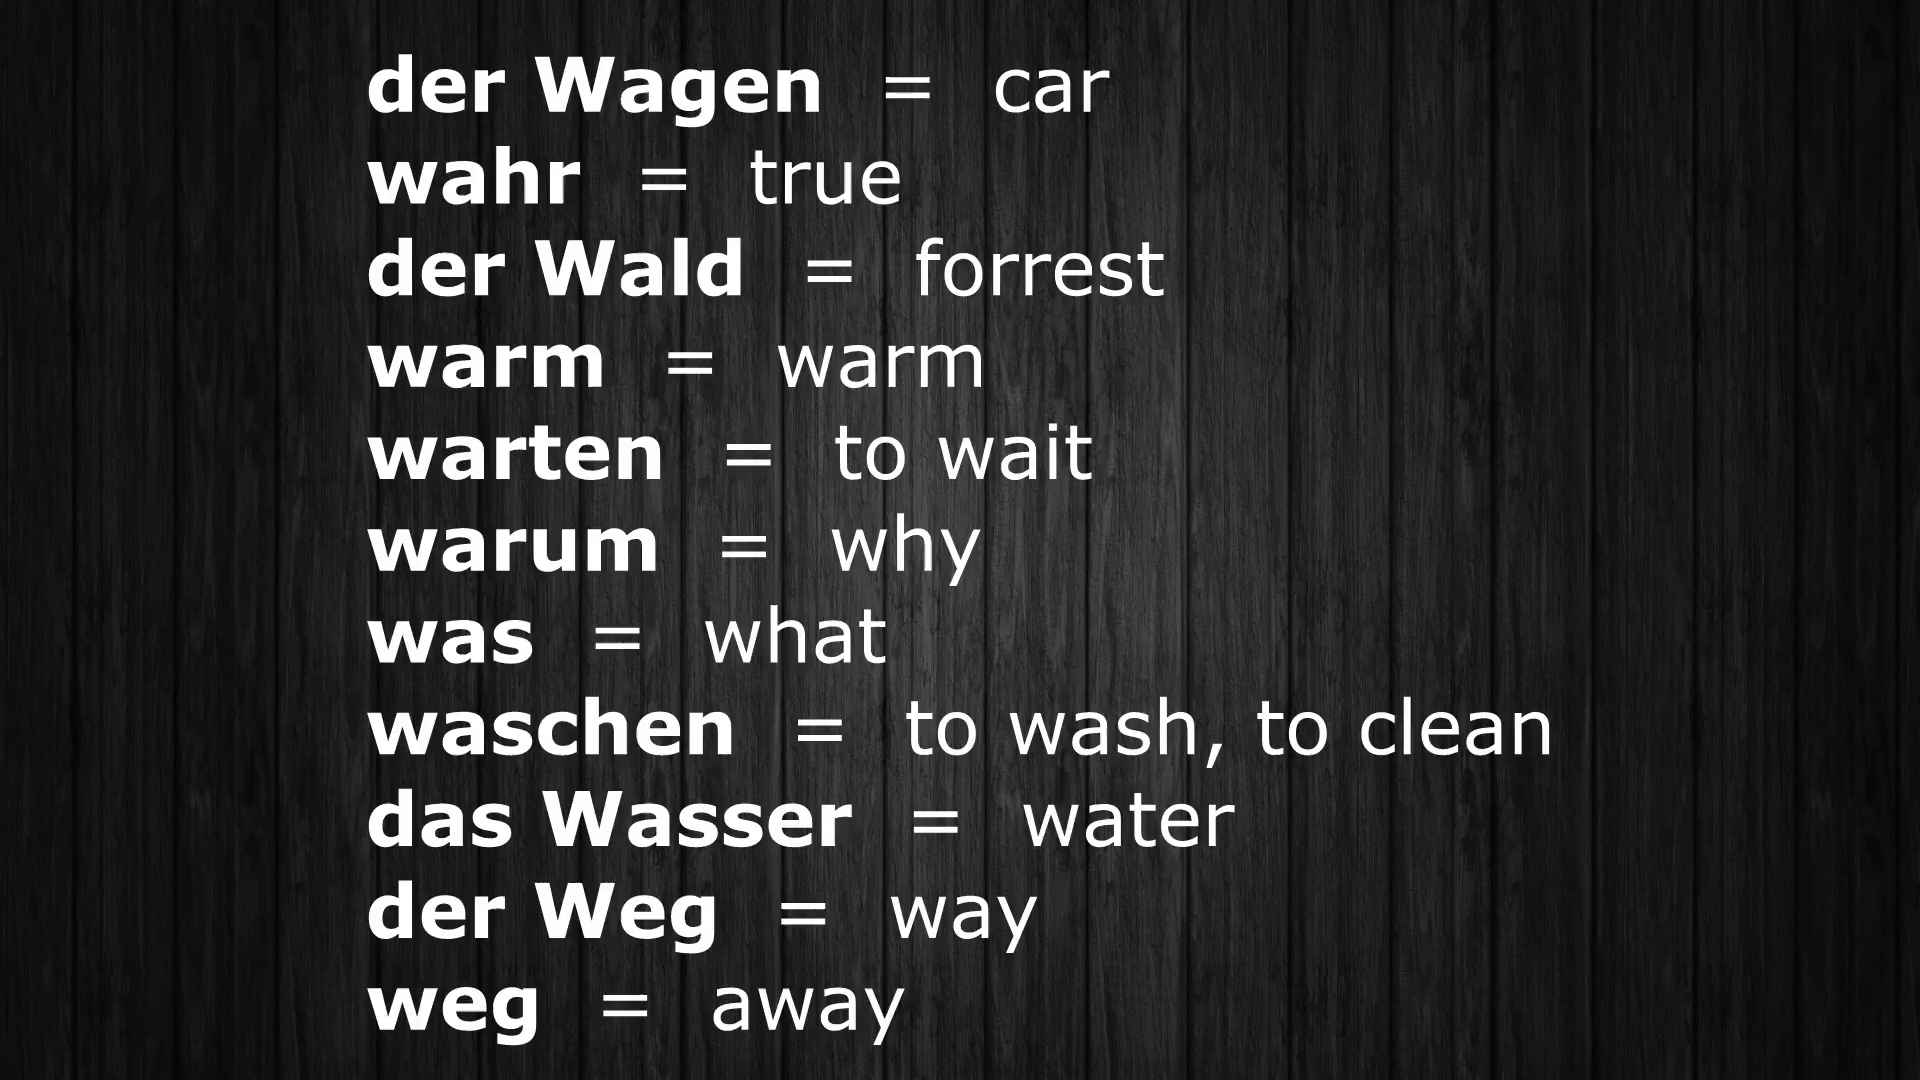 der Wagen = car
wahr = true
der Wald = forrest
warm = warm
warten = to wait
warum = why
was = what
waschen = to wash, to clean
das Wasser = water
der Weg = way
weg = away